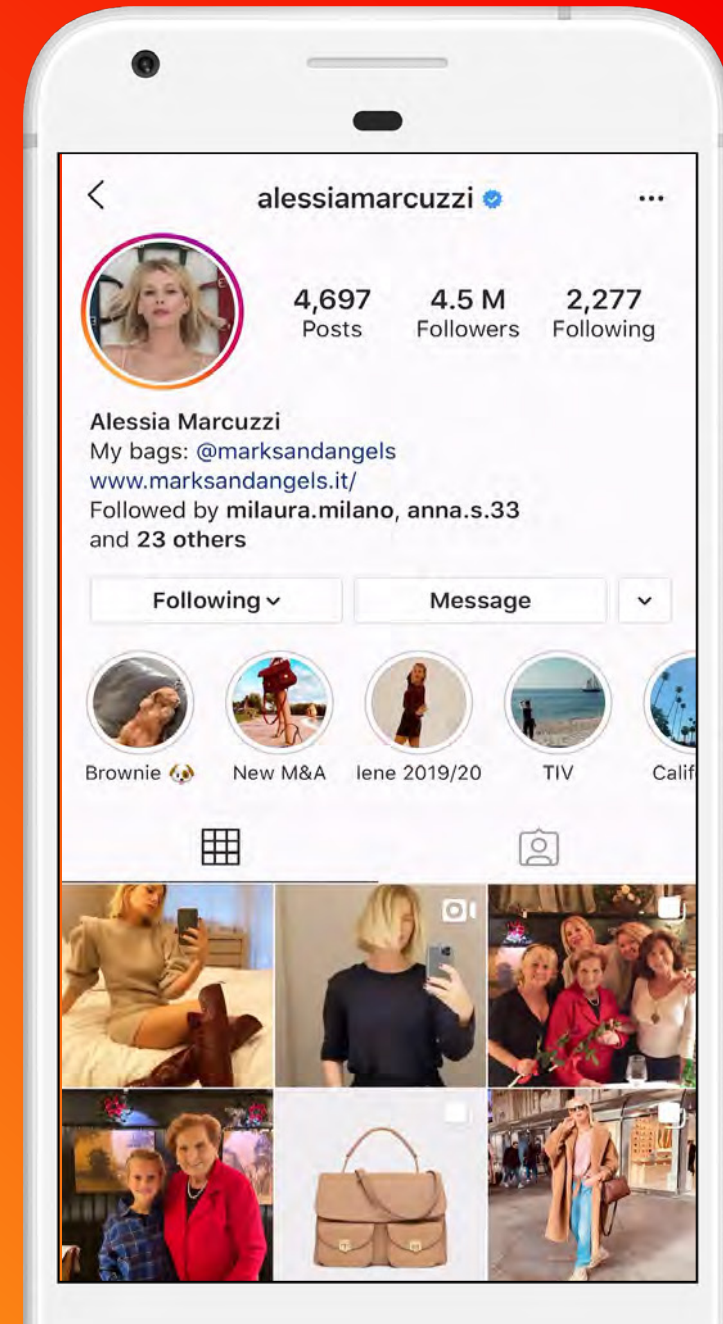 alessiamarcuzzi
4,697 4.5 M 2,277
Posts Followers Following
Alessia Marcuzzi
My bags: @marksandangels
www.marksandangels.it/
Followed by milaura.milano, anna.s.33
and 23 others
Following Message
Brownie 🐶 New M&A Iene 2019/20 TIV Calif